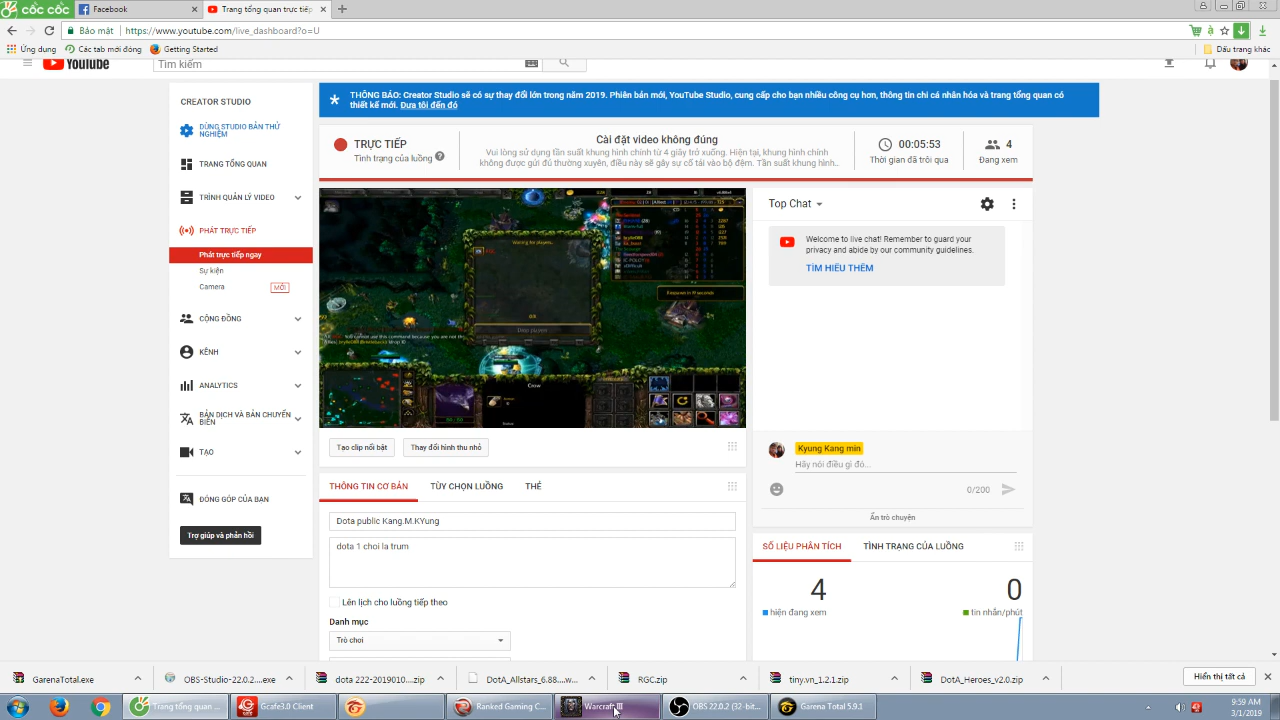 cốc cốc
Facebook
Trang tổng quan trực tiếp
Bảo mật
https://www.youtube.com/live_dashboard?o=U
Ứng dụng
Các tab mới đóng
Getting Started
Dấu trang khác
YouTube
Tìm kiếm
CREATOR STUDIO
DÙNG STUDIO BẢN THỬ
NGHIỆM
TRANG TỔNG QUAN
TRÌNH QUẢN LÝ VIDEO
PHÁT TRỰC TIẾP
Phát trực tiếp ngay
Sự kiện
Camera
MỚI
CỘNG ĐỒNG
KÊNH
ANALYTICS
BẢN DỊCH VÀ BẢN CHUYỂN
BIÊN
TẠO
ĐÓNG GÓP CỦA BẠN
Trợ giúp và phản hồi
THÔNG BÁO: Creator Studio sẽ có sự thay đổi lớn trong năm 2019. Phiên bản mới, YouTube Studio, cung cấp cho bạn nhiều công cụ hơn, thông tin chi tiết cá nhân hóa và trang tổng quan có
thiết kế mới. Đưa tôi đến đó
TRỰC TIẾP
Tình trạng của luồng
Cài đặt video không đúng
Vui lòng sử dụng tần suất khung hình chính từ 4 giây trở xuống. Hiện tại, khung hình chính
không được gửi đủ thường xuyên, điều này sẽ gây sự cố tải vào bộ đệm. Tần suất khung hình...
00:05:53
Thời gian đã trôi qua
4
Đang xem
Waiting for players.
Drop players
Crow
Tạo clip nổi bật
Thay đổi hình thu nhỏ
THÔNG TIN CƠ BẢN
TÙY CHỌN LUỒNG
THẺ
Dota public Kang.M.KYung
dota 1 choi la trum
Lên lịch cho luồng tiếp theo
Danh mục
Trò chơi
Top Chat
Welcome to live chat! Remember to guard your
privacy and abide by our community guidelines.
TÌM HIỂU THÊM
Kyung Kang min
Hãy nói điều gì đó...
0/200
Ẩn trò chuyện
SỐ LIỆU PHÂN TÍCH
TÌNH TRẠNG CỦA LUỒNG
4
hiện đang xem
0
tin nhắn/phút
GarenaTotal.exe
OBS-Studio-22.0.2....exe
dota 222-2019010....zip
DotA_Allstars_6.88....w...
RGC.zip
tiny.vn_1.2.1.zip
DotA_Heroes_v2.0.zip
Hiển thị tất cả
Trang tổng quan ...
Gcafe3.0 Client
Ranked Gaming C...
Warcraft III
OBS 22.0.2 (32-bit...
Garena Total 5.9.1
9:59 AM
3/1/2019